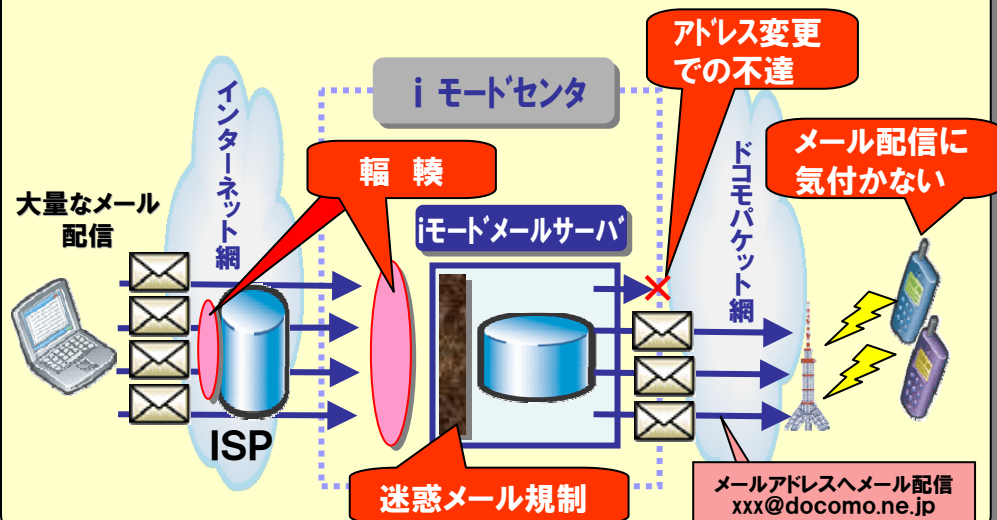 アドレス変更
での不達
iモードセンタ
メール配信に
気付かない
インターネット網
ドコモパケット網
輻輳
大量なメール
配信
iモードメールサーバ
ISP
迷惑メール規制
メールアドレスへメール配信
xxx@docomo.ne.jp